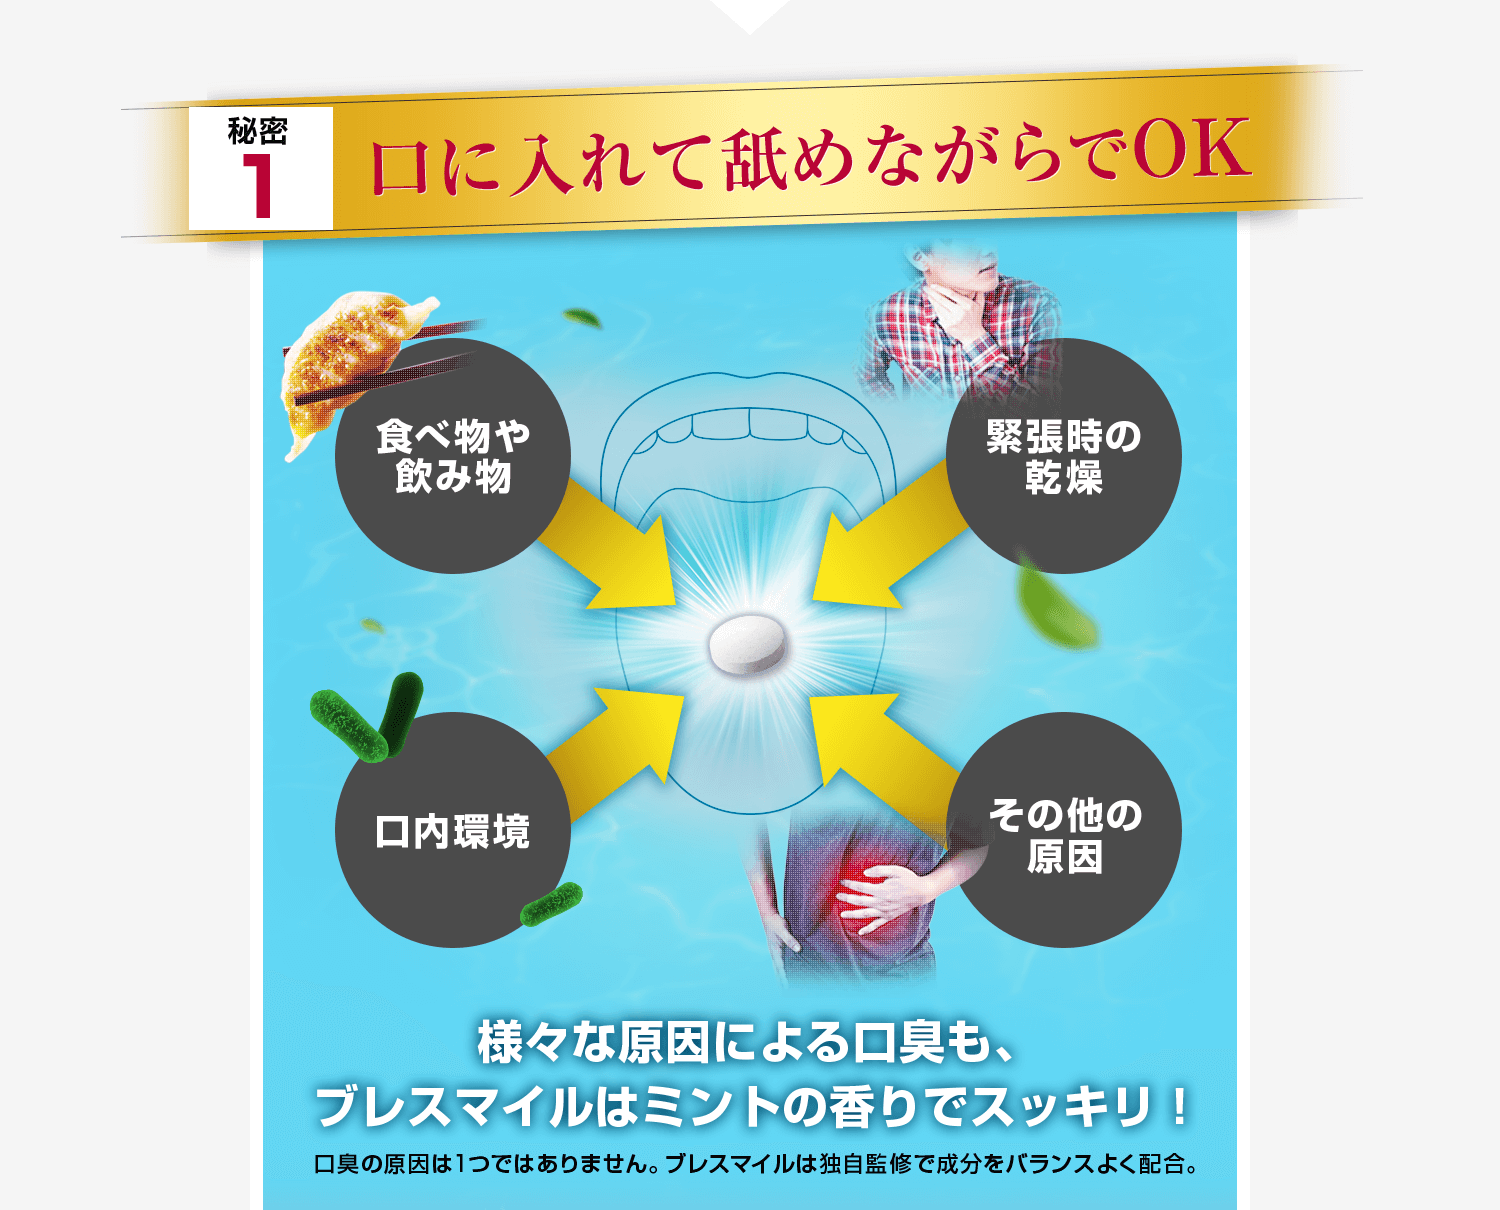 秘密
1
口に入れて舐めながらでOK
食べ物や
飲み物
緊張時の
乾燥
口内環境
その他の
原因
様々な原因による口臭も、
ブレスマイルはミントの香りでスッキリ！
口臭の原因は1つではありません。ブレスマイルは独自監修で成分をバランスよく配合。